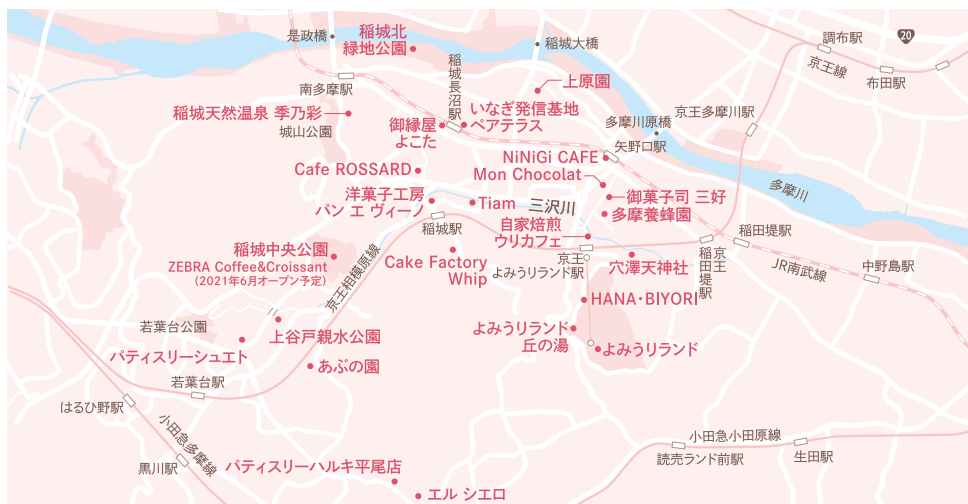 是政橋
稲城北
緑地公園
稲城大橋
調布駅
20
京王線
布田駅
南多摩駅
稲城長沼駅
上原園
稲城天然温泉 季乃彩
城山公園
御縁屋
よこた
いなぎ発信基地
ペアテラス
多摩川原橋
京王多摩川駅
矢野口駅
Cafe ROSSARD
NiNiGi CAFE
Mon Chocolat
多摩川
洋菓子工房
パン エ ヴィーノ
Tiam
三沢川
御菓子司 三好
多摩養蜂園
稲城駅
自家焙煎
ウリカフェ
稲田堤駅
稲城中央公園
ZEBRA Coffee&Croissant
（2021年6月オープン予定）
京王相模原線
Cake Factory
Whip
京王
よみうりランド駅
穴澤天神社
京王
稲田堤駅
JR南武線
中野島駅
HANA・BIYORI
若葉台公園
上谷戸親水公園
よみうりランド
丘の湯
よみうりランド
パティスリーシュエト
あぶの園
若葉台駅
はるひ野駅
小田急多摩線
小田急小田原線
読売ランド前駅
生田駅
黒川駅
パティスリーハルキ平尾店
エル シエロ